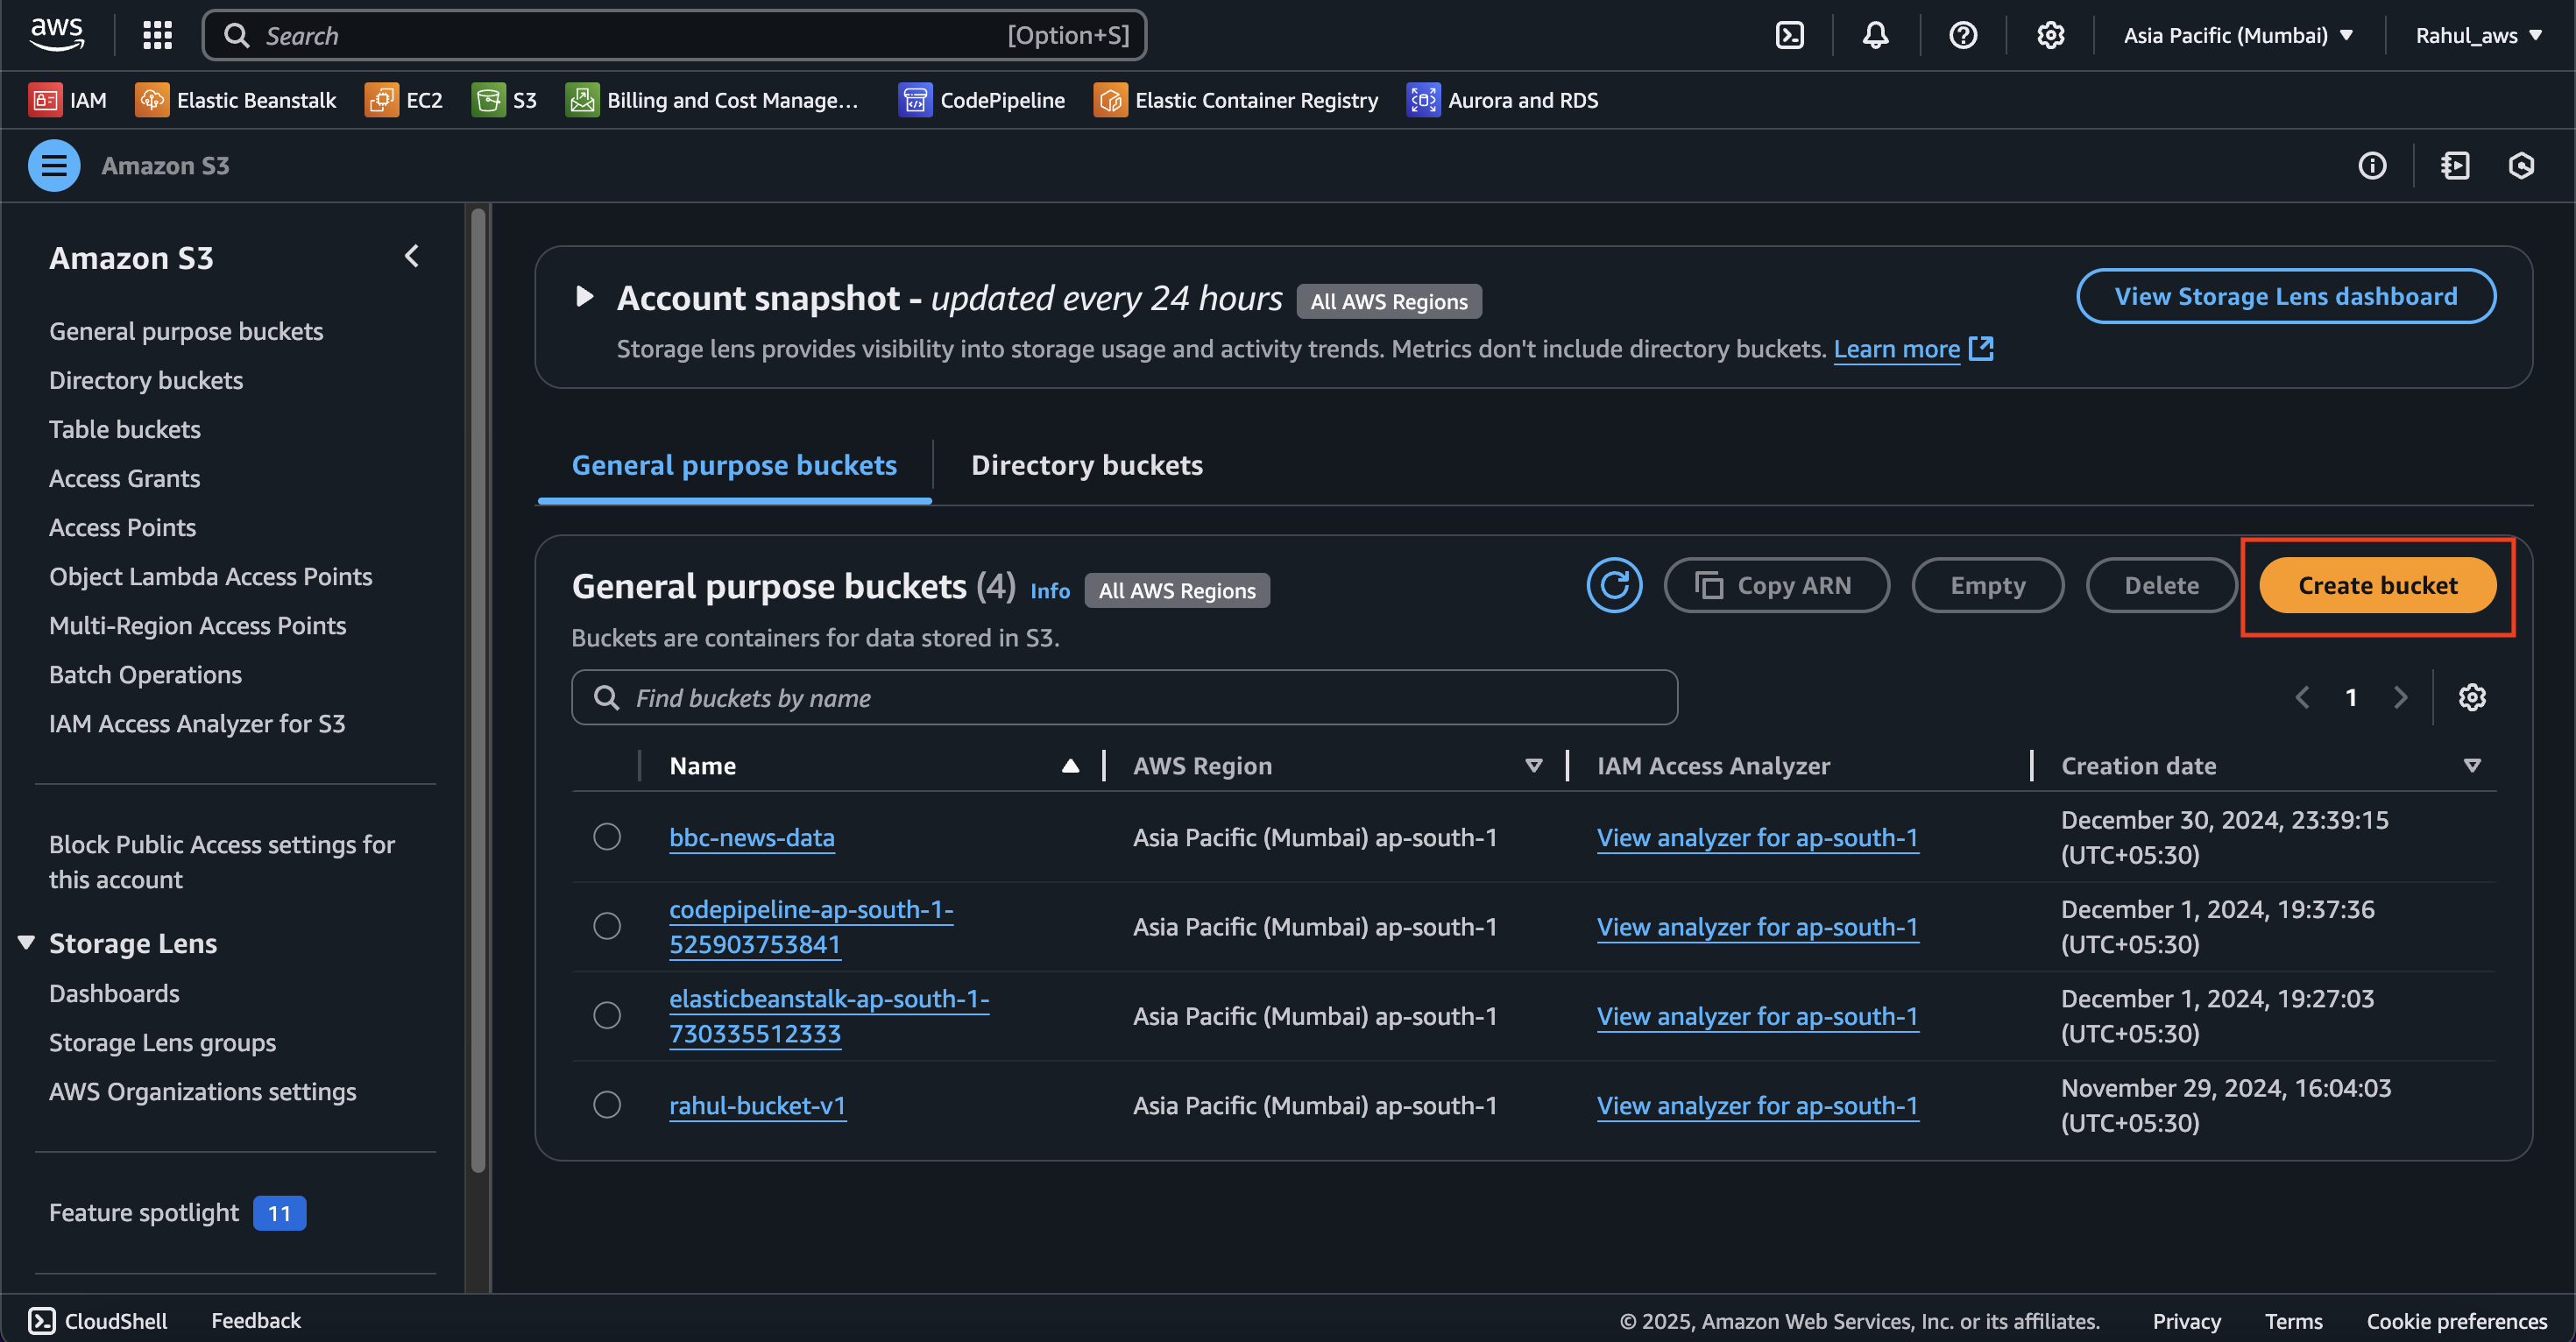 aws
Search [Option+S]
Asia Pacific (Mumbai) Rahul_aws
IAM Elastic Beanstalk EC2 S3 Billing and Cost Manage... CodePipeline Elastic Container Registry Aurora and RDS
Amazon S3
Amazon S3
General purpose buckets
Directory buckets
Table buckets
Access Grants
Access Points
Object Lambda Access Points
Multi-Region Access Points
Batch Operations
IAM Access Analyzer for S3
Block Public Access settings for
this account
Storage Lens
Dashboards
Storage Lens groups
AWS Organizations settings
Feature spotlight 11
Account snapshot - updated every 24 hours All AWS Regions
View Storage Lens dashboard
Storage lens provides visibility into storage usage and activity trends. Metrics don't include directory buckets. Learn more
General purpose buckets Directory buckets
General purpose buckets (4) Info All AWS Regions
Copy ARN Empty Delete Create bucket
Buckets are containers for data stored in S3.
Find buckets by name
1
Name AWS Region IAM Access Analyzer Creation date
bbc-news-data Asia Pacific (Mumbai) ap-south-1 View analyzer for ap-south-1 December 30, 2024, 23:39:15
(UTC+05:30)
codepipeline-ap-south-1-
525903753841 Asia Pacific (Mumbai) ap-south-1 View analyzer for ap-south-1 December 1, 2024, 19:37:36
(UTC+05:30)
elasticbeanstalk-ap-south-1-
730335512333 Asia Pacific (Mumbai) ap-south-1 View analyzer for ap-south-1 December 1, 2024, 19:27:03
(UTC+05:30)
rahul-bucket-v1 Asia Pacific (Mumbai) ap-south-1 View analyzer for ap-south-1 November 29, 2024, 16:04:03
(UTC+05:30)
CloudShell Feedback © 2025, Amazon Web Services, Inc. or its affiliates. Privacy Terms Cookie preferences